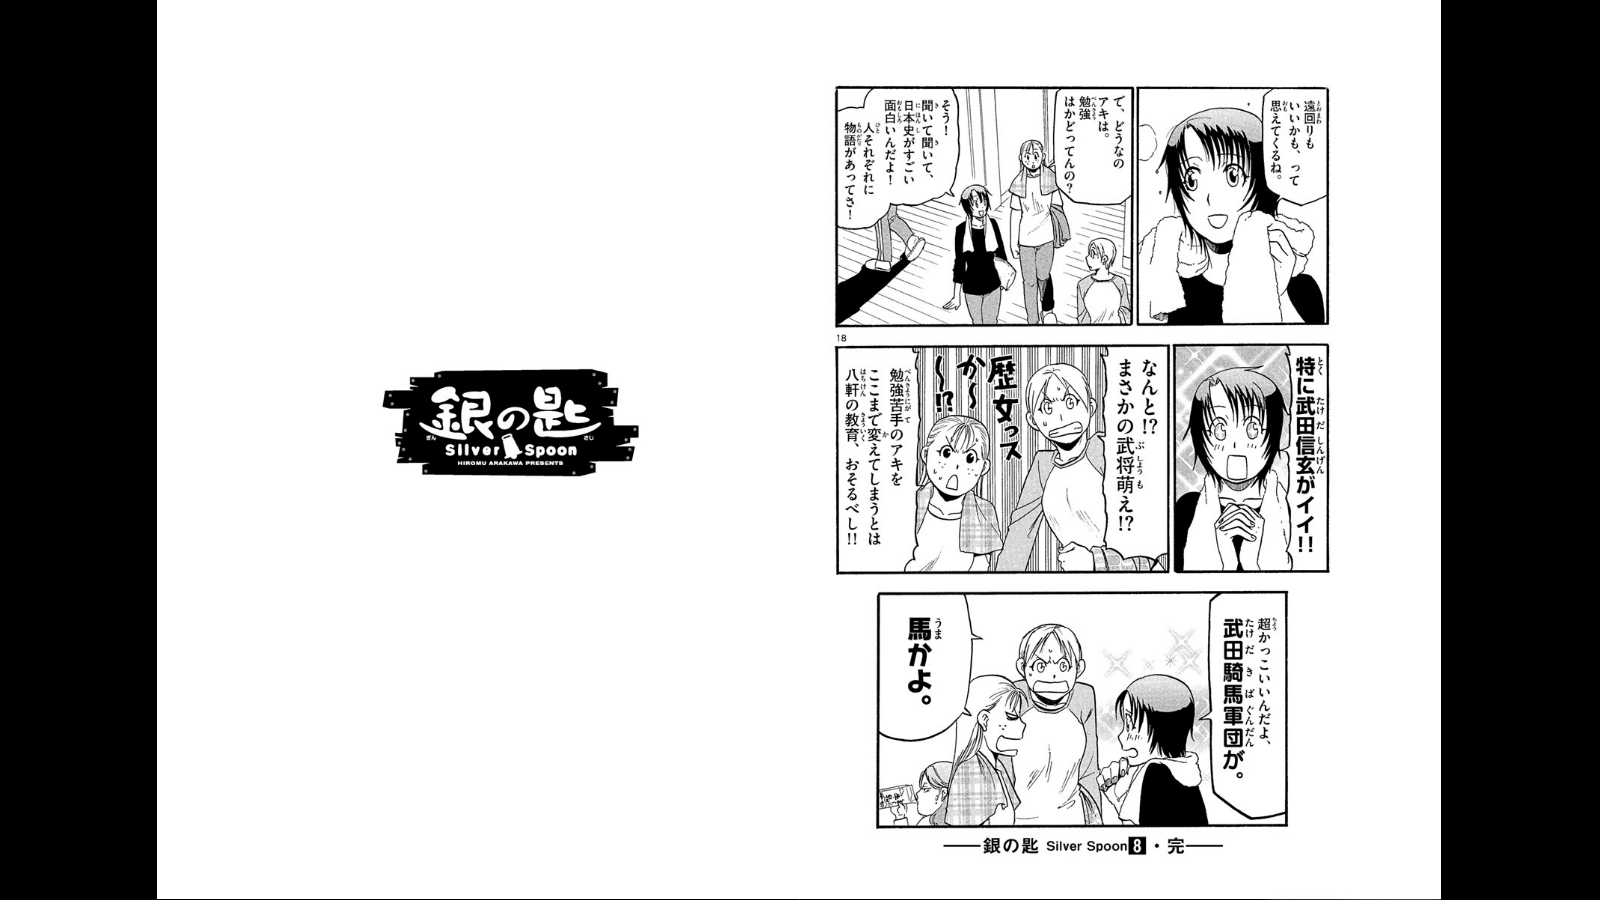 遠回りも
いいかも、って
思えてくるね。
で、どうなの
アキは。
勉強
はかどってんの?
そう!
聞いて聞いて、
日本史がすごい
面白いんだよ!
人それぞれに
物語があってさ!
18
特に武田信玄がイイ!!
なんと!?
まさかの武将萌え!?
歴女っス
か〜
〜!?
勉強苦手のアキを
ここまで変えてしまうとは
八軒の教育、おそるべし!!
超かっこいいんだよ、
武田騎馬軍団が。
馬かよ。
銀の匙 Silver Spoon 8・完
銀の匙
ぎん さじ
Silver Spoon
HIROMU ARAKAWA PRESENTS